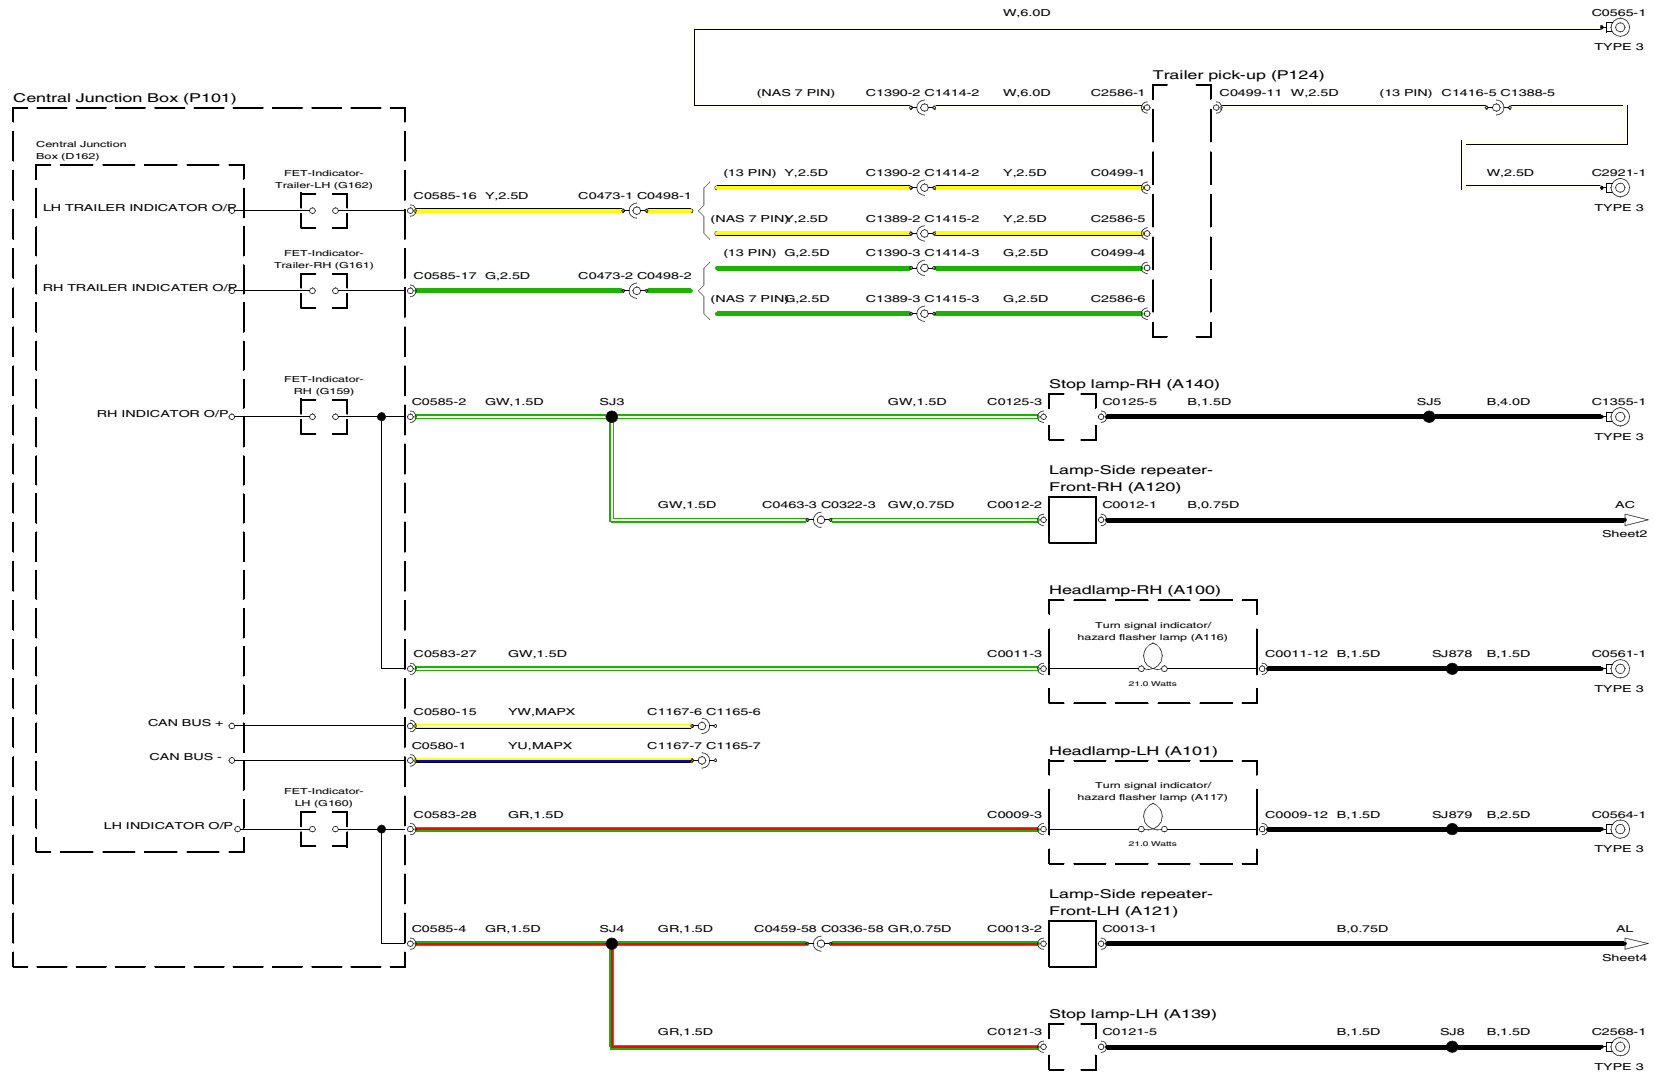 W,6.0D C0565-1
TYPE 3
Trailer pick-up (P124)
(NAS 7 PIN) C1390-2 C1414-2 W,6.0D C2586-1 C0499-11 W,2.5D (13 PIN) C1416-5 C1388-5
Central Junction Box (P101)
Central Junction
Box (D162)
FET-Indicator-
Trailer-LH (G162)
(13 PIN) Y,2.5D C1390-2 C1414-2 Y,2.5D C0499-1 W,2.5D C2921-1
TYPE 3
LH TRAILER INDICATOR O/P C0585-16 Y,2.5D C0473-1 C0498-1
(NAS 7 PIN) Y,2.5D C1389-2 C1415-2 Y,2.5D C2586-5
FET-Indicator-
Trailer-RH (G161)
(13 PIN) G,2.5D C1390-3 C1414-3 G,2.5D C0499-4
RH TRAILER INDICATER O/P C0585-17 G,2.5D C0473-2 C0498-2
(NAS 7 PIN) G,2.5D C1389-3 C1415-3 G,2.5D C2586-6
FET-Indicator-
RH (G159)
Stop lamp-RH (A140)
RH INDICATOR O/P C0585-2 GW,1.5D SJ3 GW,1.5D C0125-3 C0125-5 B,1.5D SJ5 B,4.0D C1355-1
TYPE 3
Lamp-Side repeater-
Front-RH (A120)
GW,1.5D C0463-3 C0322-3 GW,0.75D C0012-2 C0012-1 B,0.75D AC
Sheet2
Headlamp-RH (A100)
Turn signal indicator/
hazard flasher lamp (A116)
C0583-27 GW,1.5D C0011-3 C0011-12 B,1.5D SJ878 B,1.5D C0561-1
21.0 Watts
TYPE 3
CAN BUS + C0580-15 YW,MAPX C1167-6 C1165-6
CAN BUS - C0580-1 YU,MAPX C1167-7 C1165-7
Headlamp-LH (A101)
Turn signal indicator/
hazard flasher lamp (A117)
FET-Indicator-
LH (G160)
LH INDICATOR O/P C0583-28 GR,1.5D C0009-3 C0009-12 B,1.5D SJ879 B,2.5D C0564-1
21.0 Watts
TYPE 3
Lamp-Side repeater-
Front-LH (A121)
C0585-4 GR,1.5D SJ4 GR,1.5D C0459-58 C0336-58 GR,0.75D C0013-2 C0013-1 B,0.75D AL
Sheet4
Stop lamp-LH (A139)
GR,1.5D C0121-3 C0121-5 B,1.5D SJ8 B,1.5D C2568-1
TYPE 3